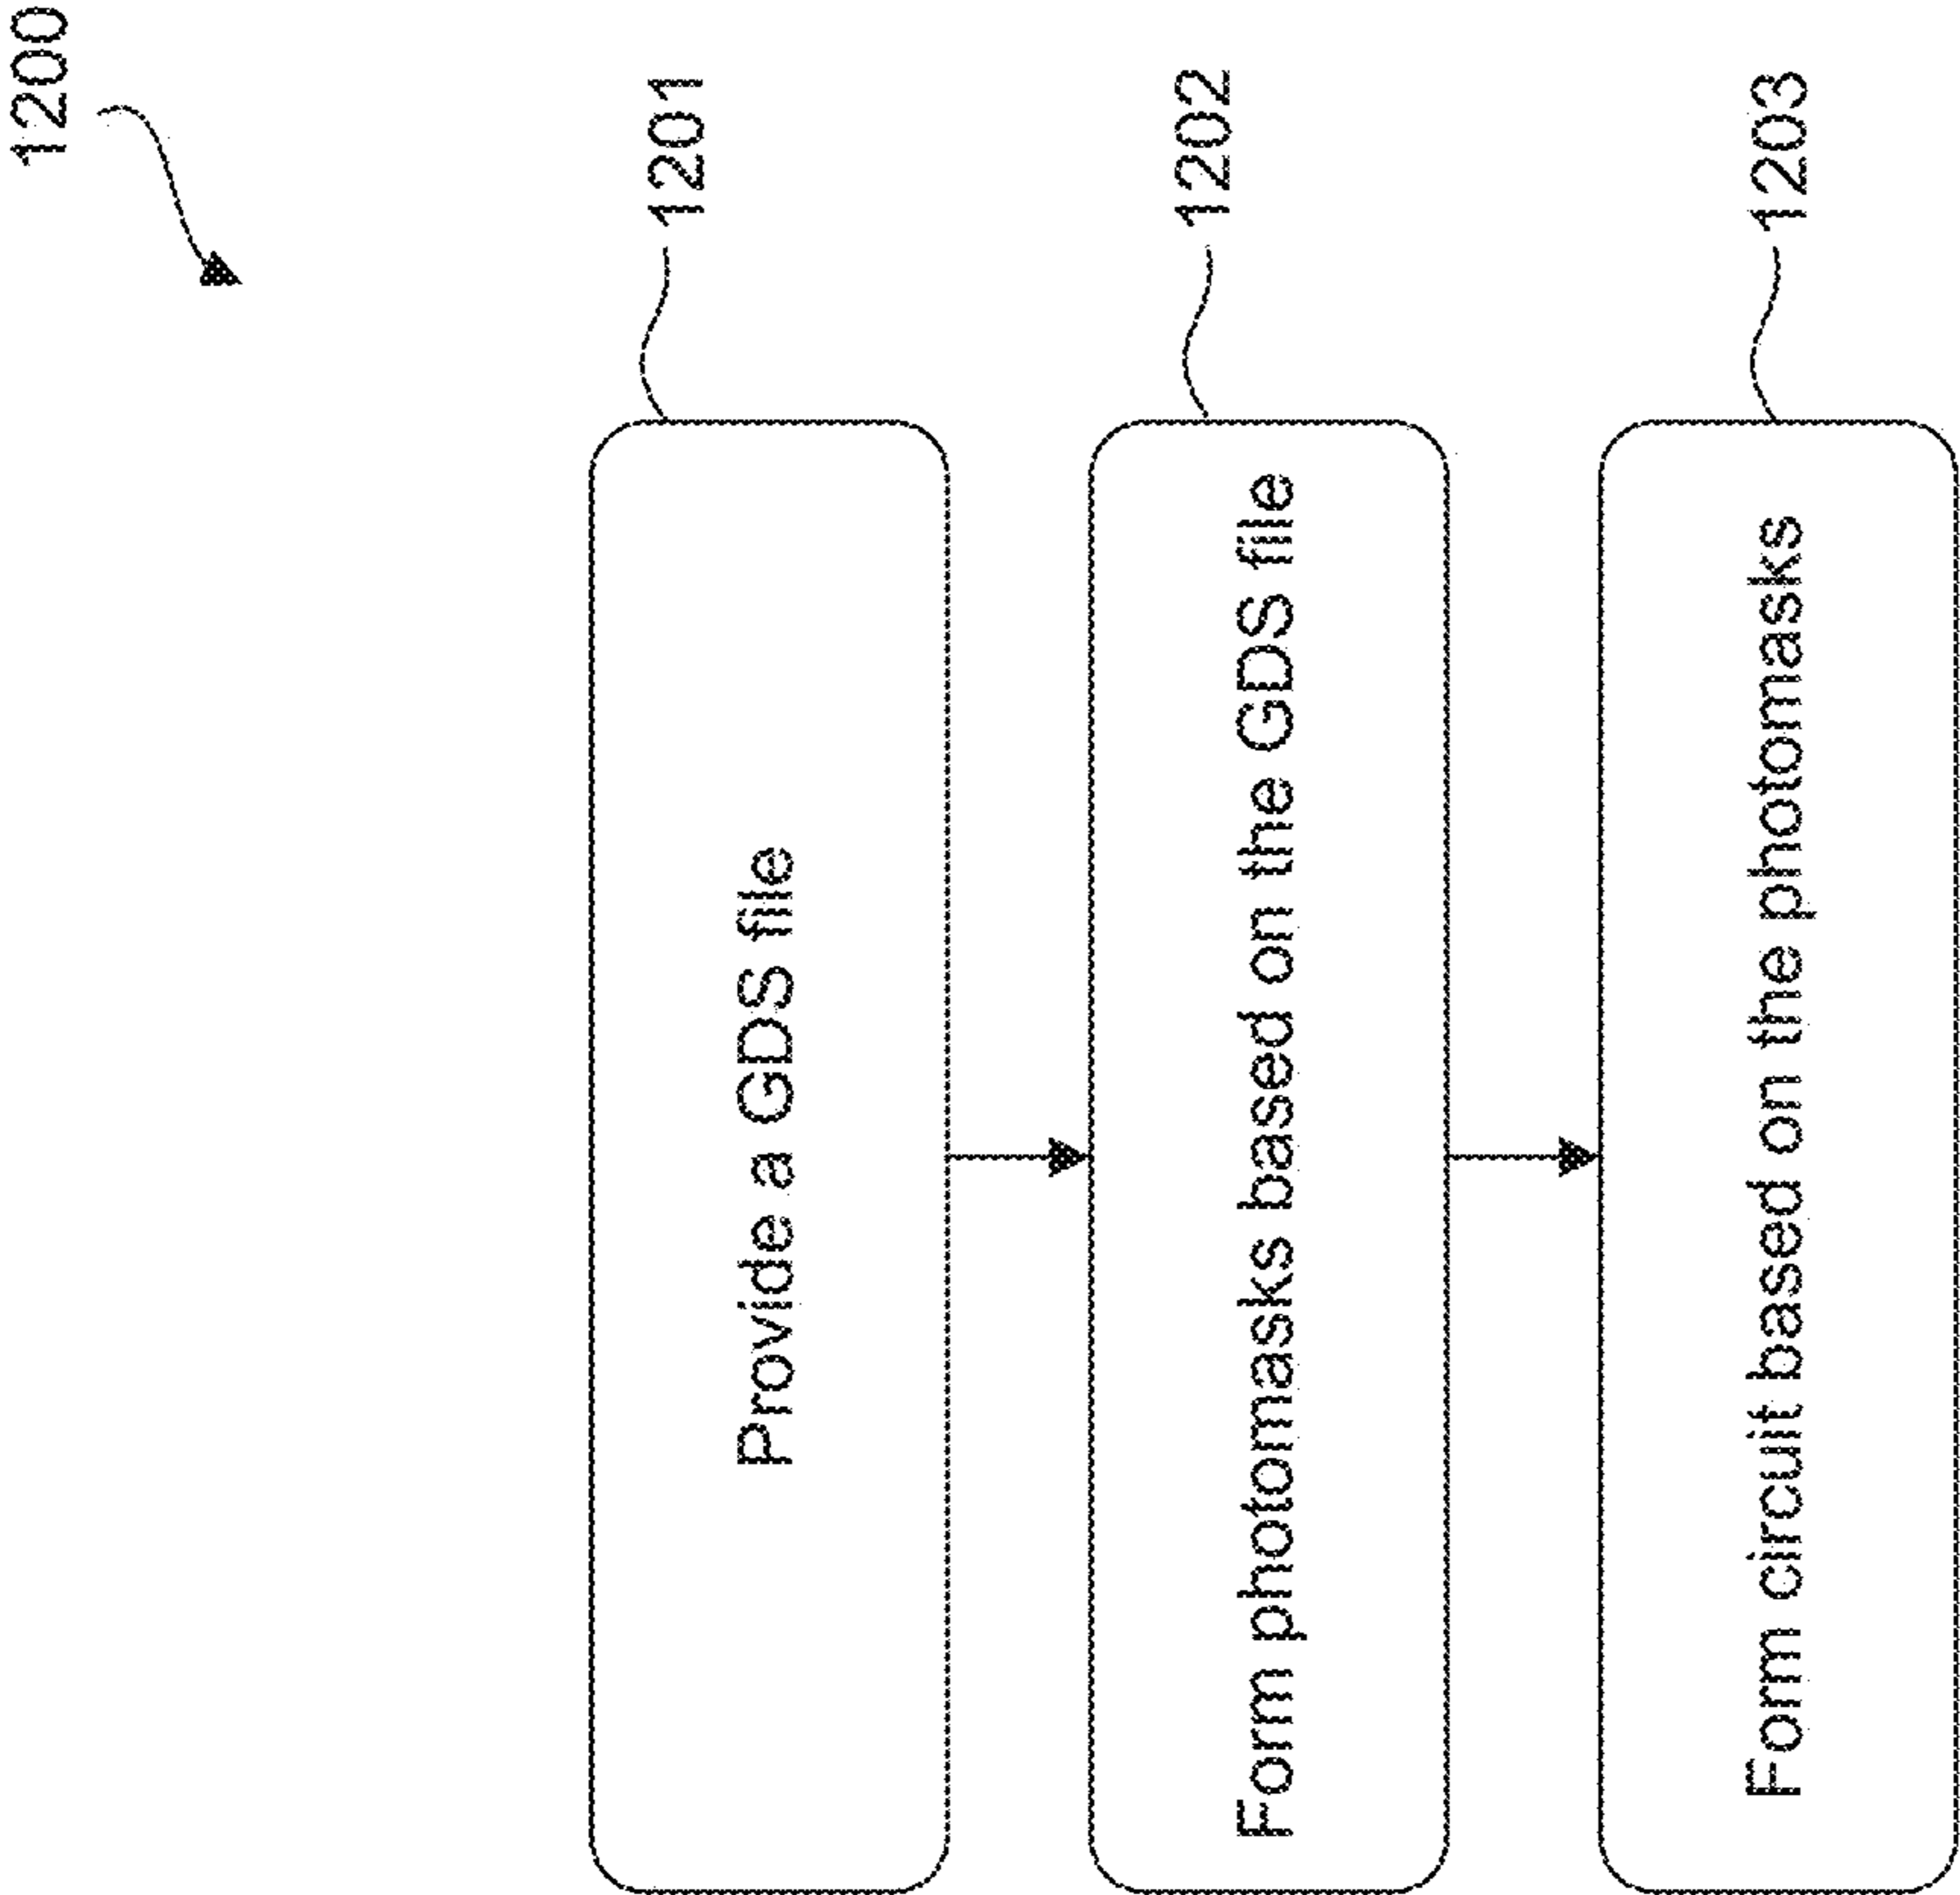 1200
Provide a GDS file
1201
Form photomasks based on the GDS file
1202
Form circuit based on the photomasks
1203